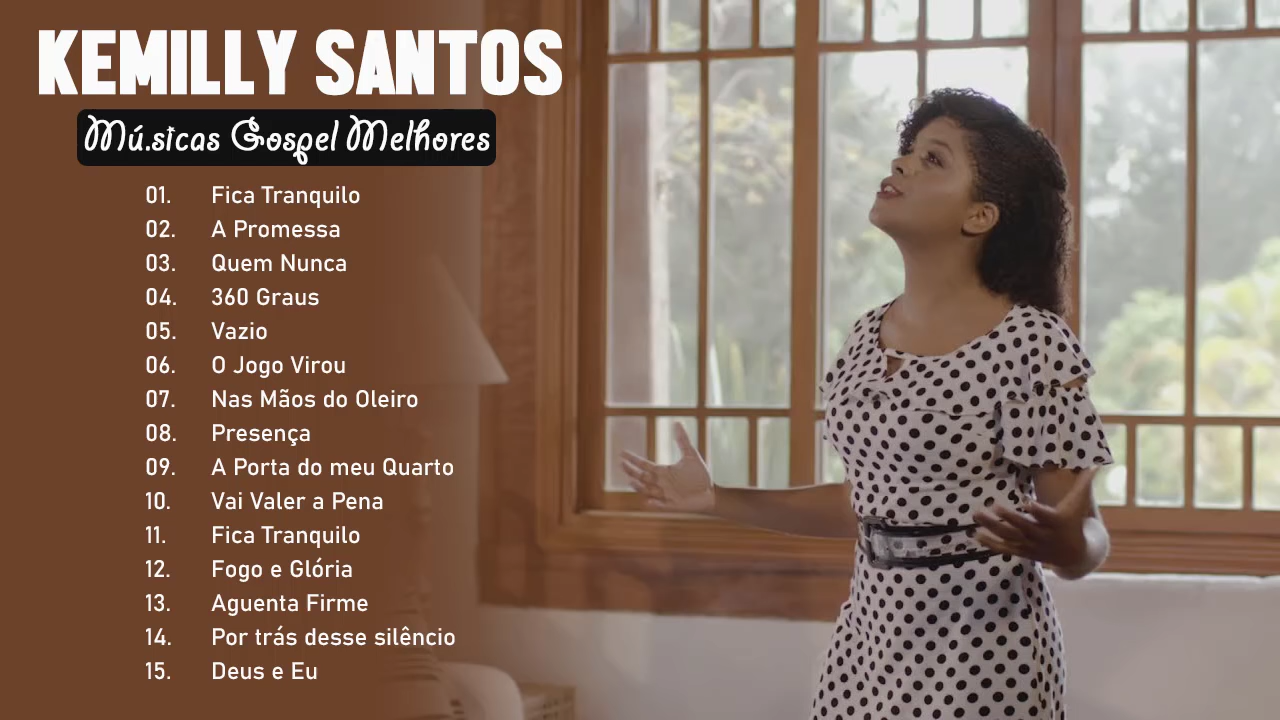 KEMILLY SANTOS
Mú.sicas Gospel Melhores
01. Fica Tranquilo
02. A Promessa
03. Quem Nunca
04. 360 Graus
05. Vazio
06. O Jogo Virou
07. Nas Mãos do Oleiro
08. Presença
09. A Porta do meu Quarto
10. Vai Valer a Pena
11. Fica Tranquilo
12. Fogo e Glória
13. Aguenta Firme
14. Por trás desse silêncio
15. Deus e Eu